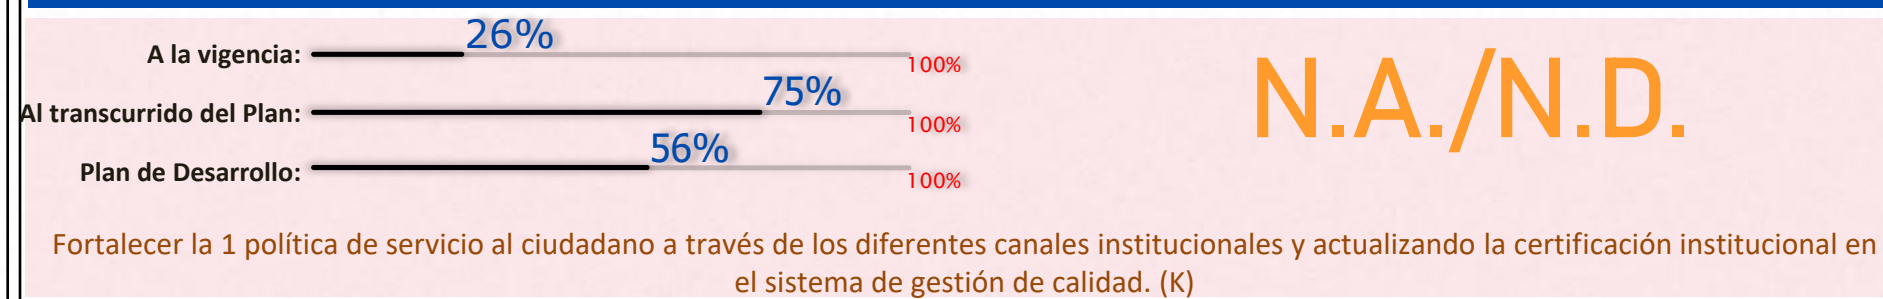 A la vigencia: 26% 100%
Al transcurrido del Plan: 75% 100%
Plan de Desarrollo: 56% 100%
N.A./N.D.
Fortalecer la 1 política de servicio al ciudadano a través de los diferentes canales institucionales y actualizando la certificación institucional en
el sistema de gestión de calidad. (K)